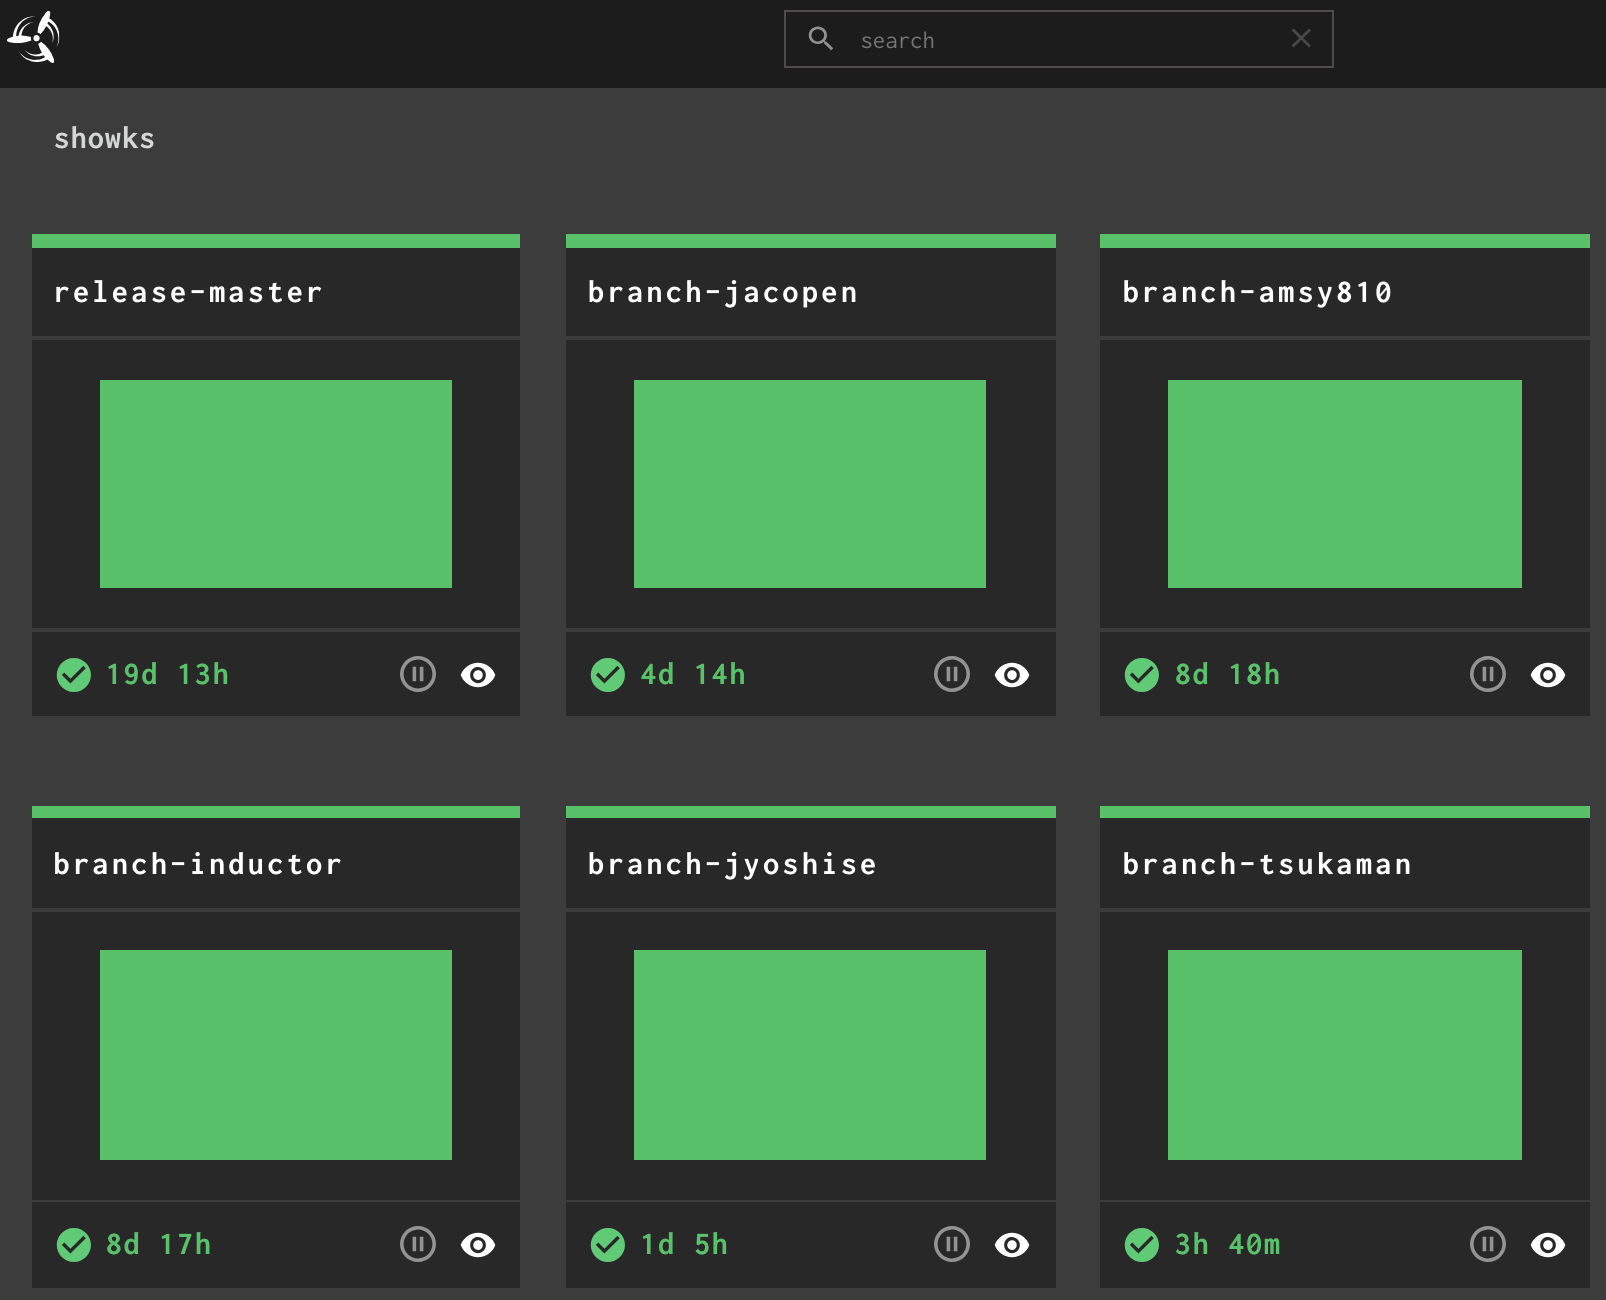 search
showks
release-master
branch-jacopen
branch-amsy810
19d 13h
4d 14h
8d 18h
branch-inductor
branch-jyoshise
branch-tsukaman
8d 17h
1d 5h
3h 40m